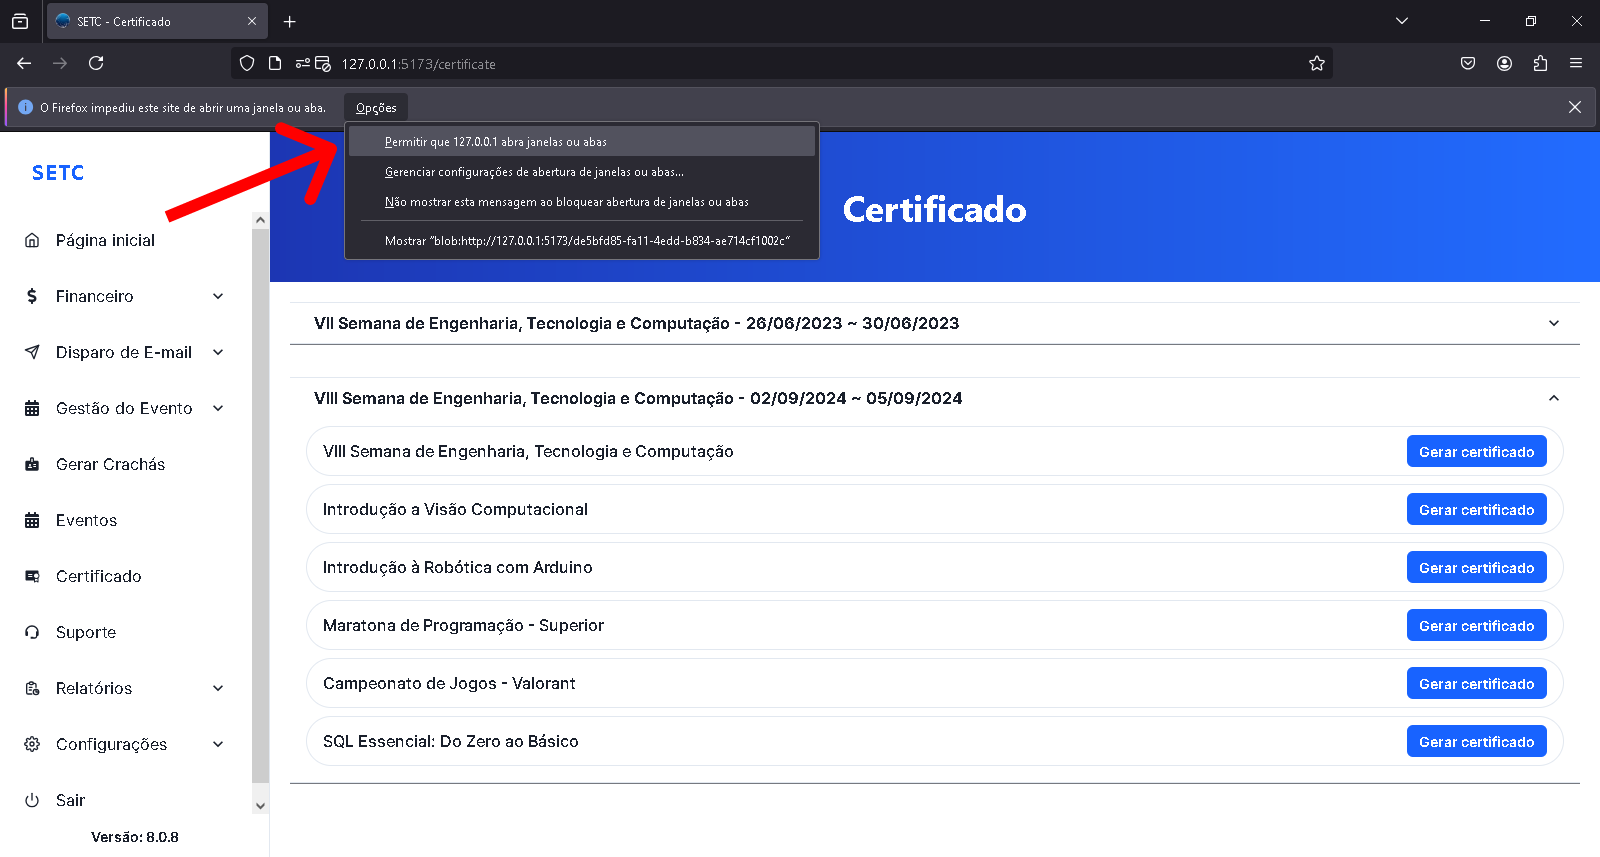 SETC - Certificado
127.0.0.1:5173/certificate
O Firefox impediu este site de abrir uma janela ou aba.
Opções
Permitir que 127.0.0.1 abra janelas ou abas
Gerenciar configurações de abertura de janelas ou abas...
Não mostrar esta mensagem ao bloquear abertura de janelas ou abas
Mostrar “blob:http://127.0.0.1:5173/de5bfd85-fa11-4edd-b834-ae714cf1002c”
SETC
Página inicial
Financeiro
Disparo de E-mail
Gestão do Evento
Gerar Crachás
Eventos
Certificado
Suporte
Relatórios
Configurações
Sair
Versão: 8.0.8
Certificado
VII Semana de Engenharia, Tecnologia e Computação - 26/06/2023 ~ 30/06/2023
VIII Semana de Engenharia, Tecnologia e Computação - 02/09/2024 ~ 05/09/2024
VIII Semana de Engenharia, Tecnologia e Computação
Gerar certificado
Introdução a Visão Computacional
Gerar certificado
Introdução à Robótica com Arduino
Gerar certificado
Maratona de Programação - Superior
Gerar certificado
Campeonato de Jogos - Valorant
Gerar certificado
SQL Essencial: Do Zero ao Básico
Gerar certificado